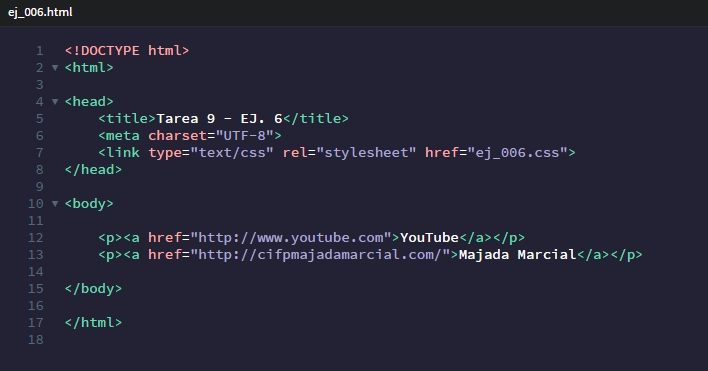 ej_006.html
1 <!DOCTYPE html>
2 <html>
3
4 <head>
5 <title>Tarea 9 - EJ. 6</title>
6 <meta charset="UTF-8">
7 <link type="text/css" rel="stylesheet" href="ej_006.css">
8 </head>
9
10 <body>
11
12 <p><a href="http://www.youtube.com">YouTube</a></p>
13 <p><a href="http://cifpmajadamarcial.com/">Majada Marcial</a></p>
14
15 </body>
16
17 </html>
18